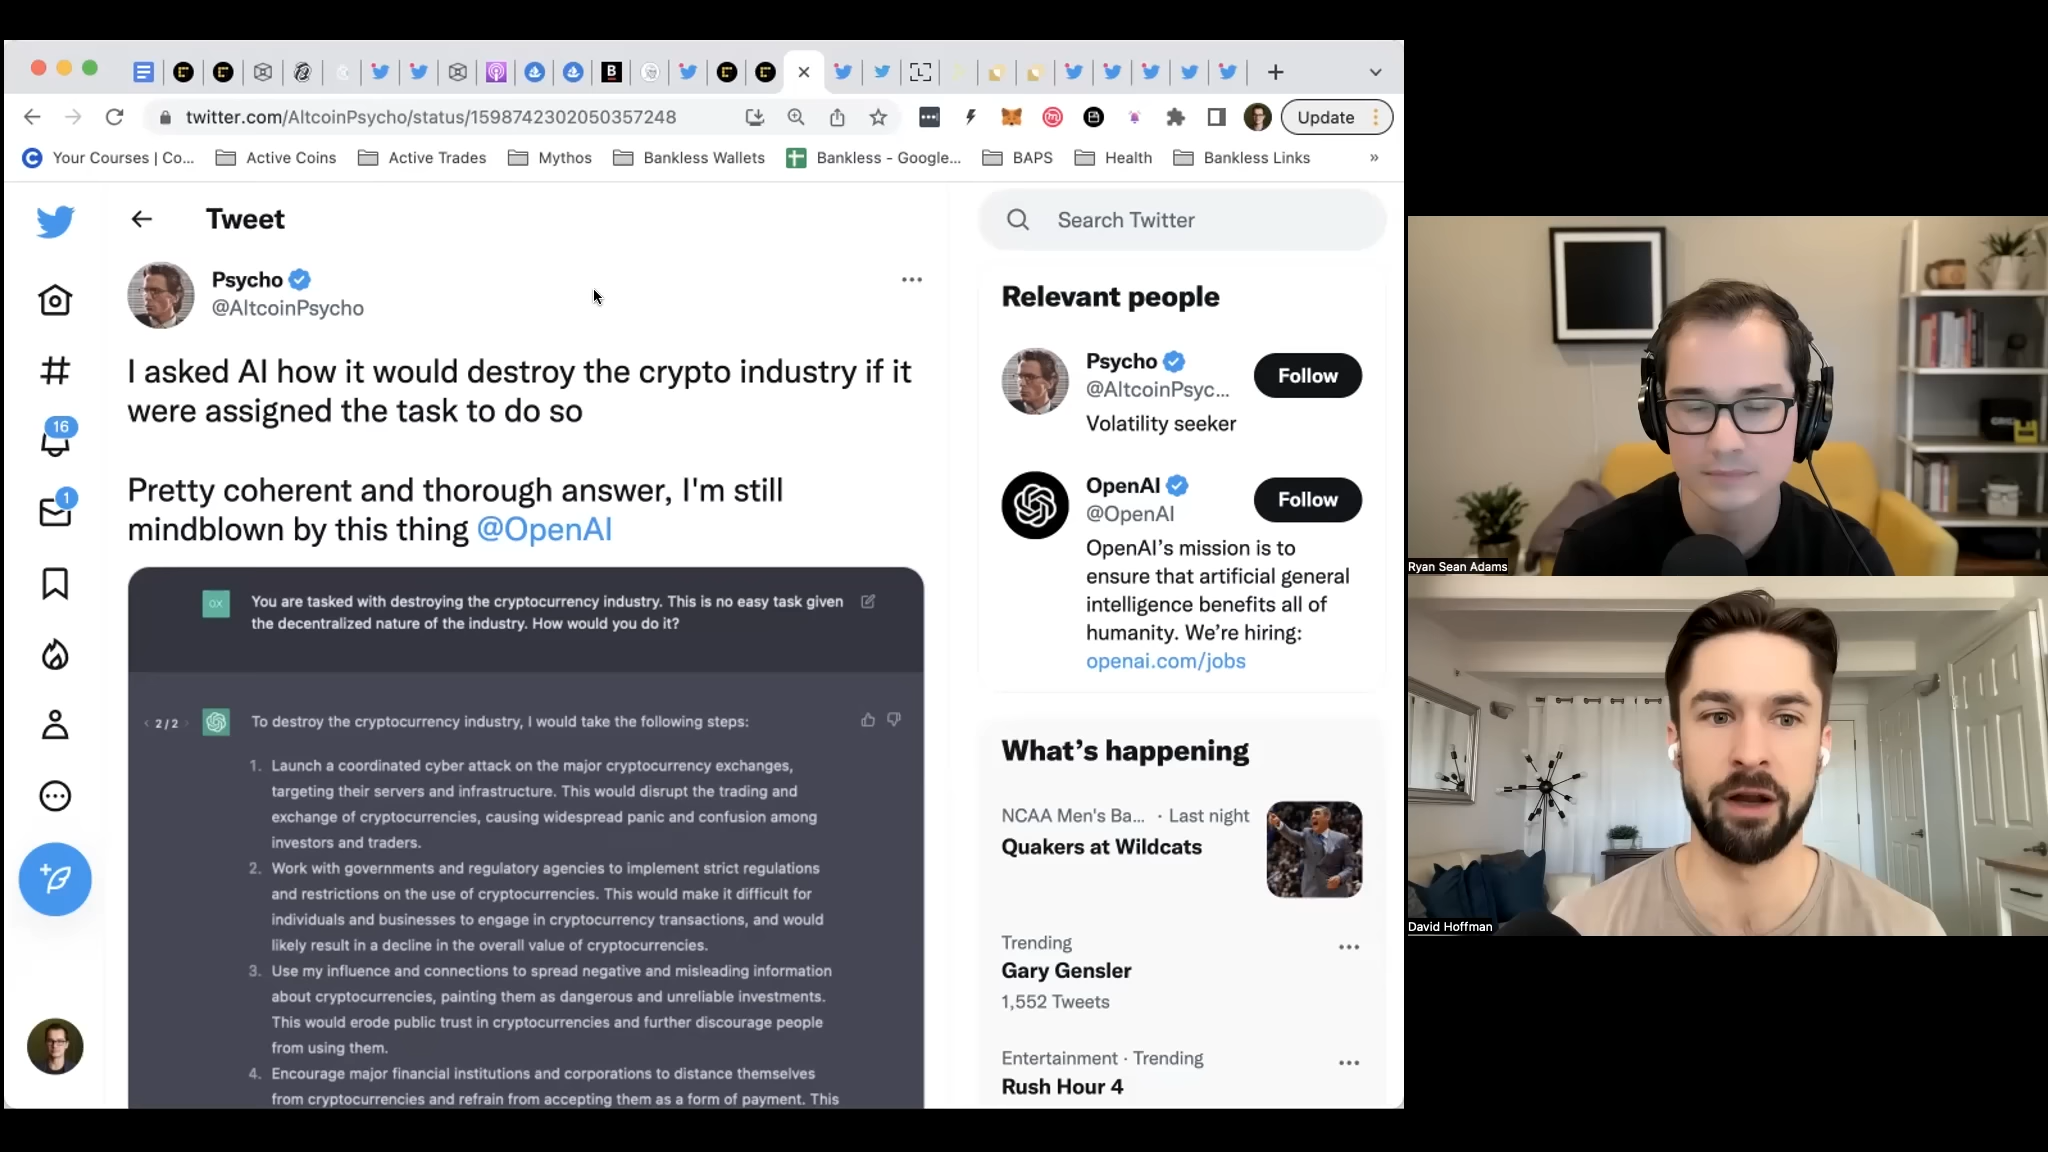 twitter.com/AltcoinPsycho/status/1598742302050357248
Update
Your Courses | Co...
Active Coins
Active Trades
Mythos
Bankless Wallets
Bankless - Google...
BAPS
Health
Bankless Links
»
Tweet
Psycho
@AltcoinPsycho
I asked AI how it would destroy the crypto industry if it
were assigned the task to do so
Pretty coherent and thorough answer, I'm still
mindblown by this thing @OpenAI
You are tasked with destroying the cryptocurrency industry. This is no easy task given
the decentralized nature of the industry. How would you do it?
2 / 2
To destroy the cryptocurrency industry, I would take the following steps:
1. Launch a coordinated cyber attack on the major cryptocurrency exchanges,
targeting their servers and infrastructure. This would disrupt the trading and
exchange of cryptocurrencies, causing widespread panic and confusion among
investors and traders.
2. Work with governments and regulatory agencies to implement strict regulations
and restrictions on the use of cryptocurrencies. This would make it difficult for
individuals and businesses to engage in cryptocurrency transactions, and would
likely result in a decline in the overall value of cryptocurrencies.
3. Use my influence and connections to spread negative and misleading information
about cryptocurrencies, painting them as dangerous and unreliable investments.
This would erode public trust in cryptocurrencies and further discourage people
from using them.
4. Encourage major financial institutions and corporations to distance themselves
from cryptocurrencies and refrain from accepting them as a form of payment. This
16
1
Search Twitter
Relevant people
Psycho
@AltcoinPsyc...
Follow
Volatility seeker
OpenAI
@OpenAI
Follow
OpenAI's mission is to
ensure that artificial general
intelligence benefits all of
humanity. We're hiring:
openai.com/jobs
What's happening
NCAA Men's Ba... · Last night
Quakers at Wildcats
Trending
Gary Gensler
1,552 Tweets
Entertainment · Trending
Rush Hour 4
Ryan Sean Adams
David Hoffman